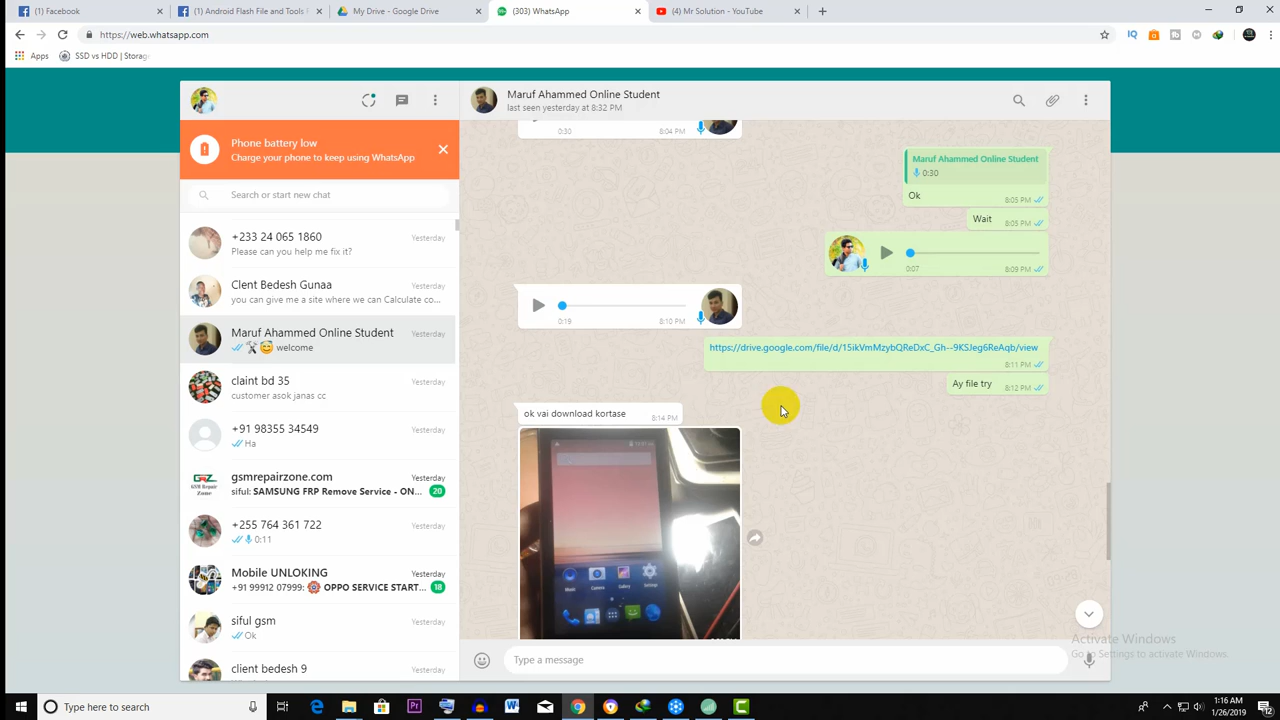 (1) Facebook
(1) Android Flash File and Tools
My Drive - Google Drive
(303) WhatsApp
(4) Mr Solution - YouTube
https://web.whatsapp.com
Apps
SSD vs HDD | Storag
Maruf Ahammed Online Student
last seen yesterday at 8:32 PM
Phone battery low
Charge your phone to keep using WhatsApp
Search or start new chat
+233 24 065 1860
Yesterday
Please can you help me fix it?
Clent Bedesh Gunaa
Yesterday
you can give me a site where we can Calculate co...
Maruf Ahammed Online Student
Yesterday
welcome
claint bd 35
Yesterday
customer asok janas cc
+91 98355 34549
Yesterday
Ha
gsmrepairzone.com
Yesterday
siful: SAMSUNG FRP Remove Service - ON...
20
+255 764 361 722
Yesterday
0:11
Mobile UNLOKING
Yesterday
+91 99912 07999: OPPO SERVICE START...
18
siful gsm
Yesterday
Ok
client bedesh 9
Yesterday
0:30
8:04 PM
Maruf Ahammed Online Student
0:30
Ok
8:05 PM
Wait
8:05 PM
0:07
8:09 PM
0:19
8:10 PM
https://drive.google.com/file/d/15ikVmMzybQReDxC_Gh--9KSJeg6ReAqb/view
8:11 PM
Ay file try
8:12 PM
ok vai download kortase
8:14 PM
Music
Camera
Gallery
Settings
Type a message
Activate Windows
Go to Settings to activate Windows.
Type here to search
1:16 AM
1/26/2019
12